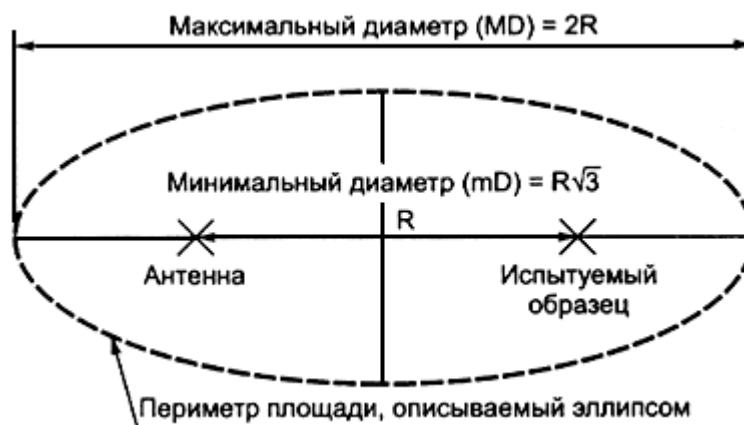 Максимальный диаметр (MD) = 2R
Минимальный диаметр (mD) = R√3
R
Антенна
Испытуемый
образец
Периметр площади, описываемый эллипсом